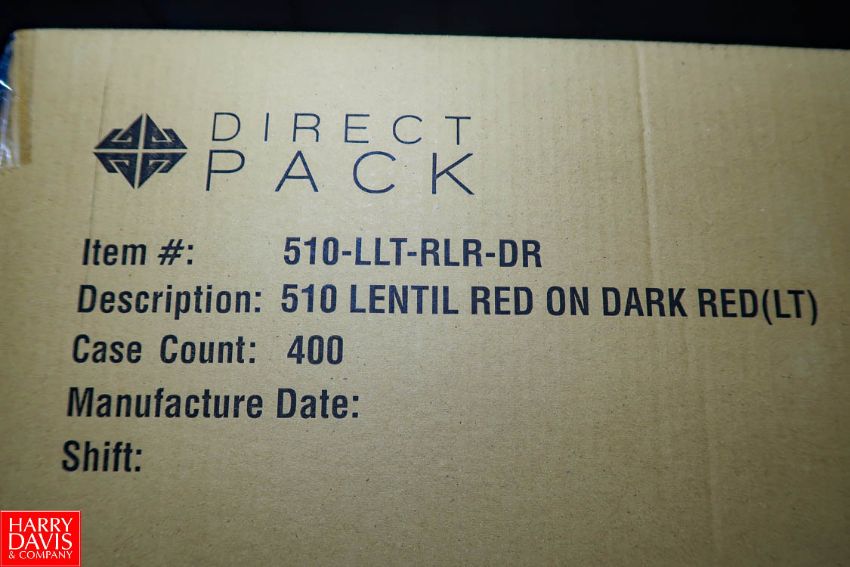 DIRECT
PACK
Item #: 510-LLT-RLR-DR
Description: 510 LENTIL RED ON DARK RED(LT)
Case Count: 400
Manufacture Date:
Shift:
HARRY
DAVIS
& COMPANY